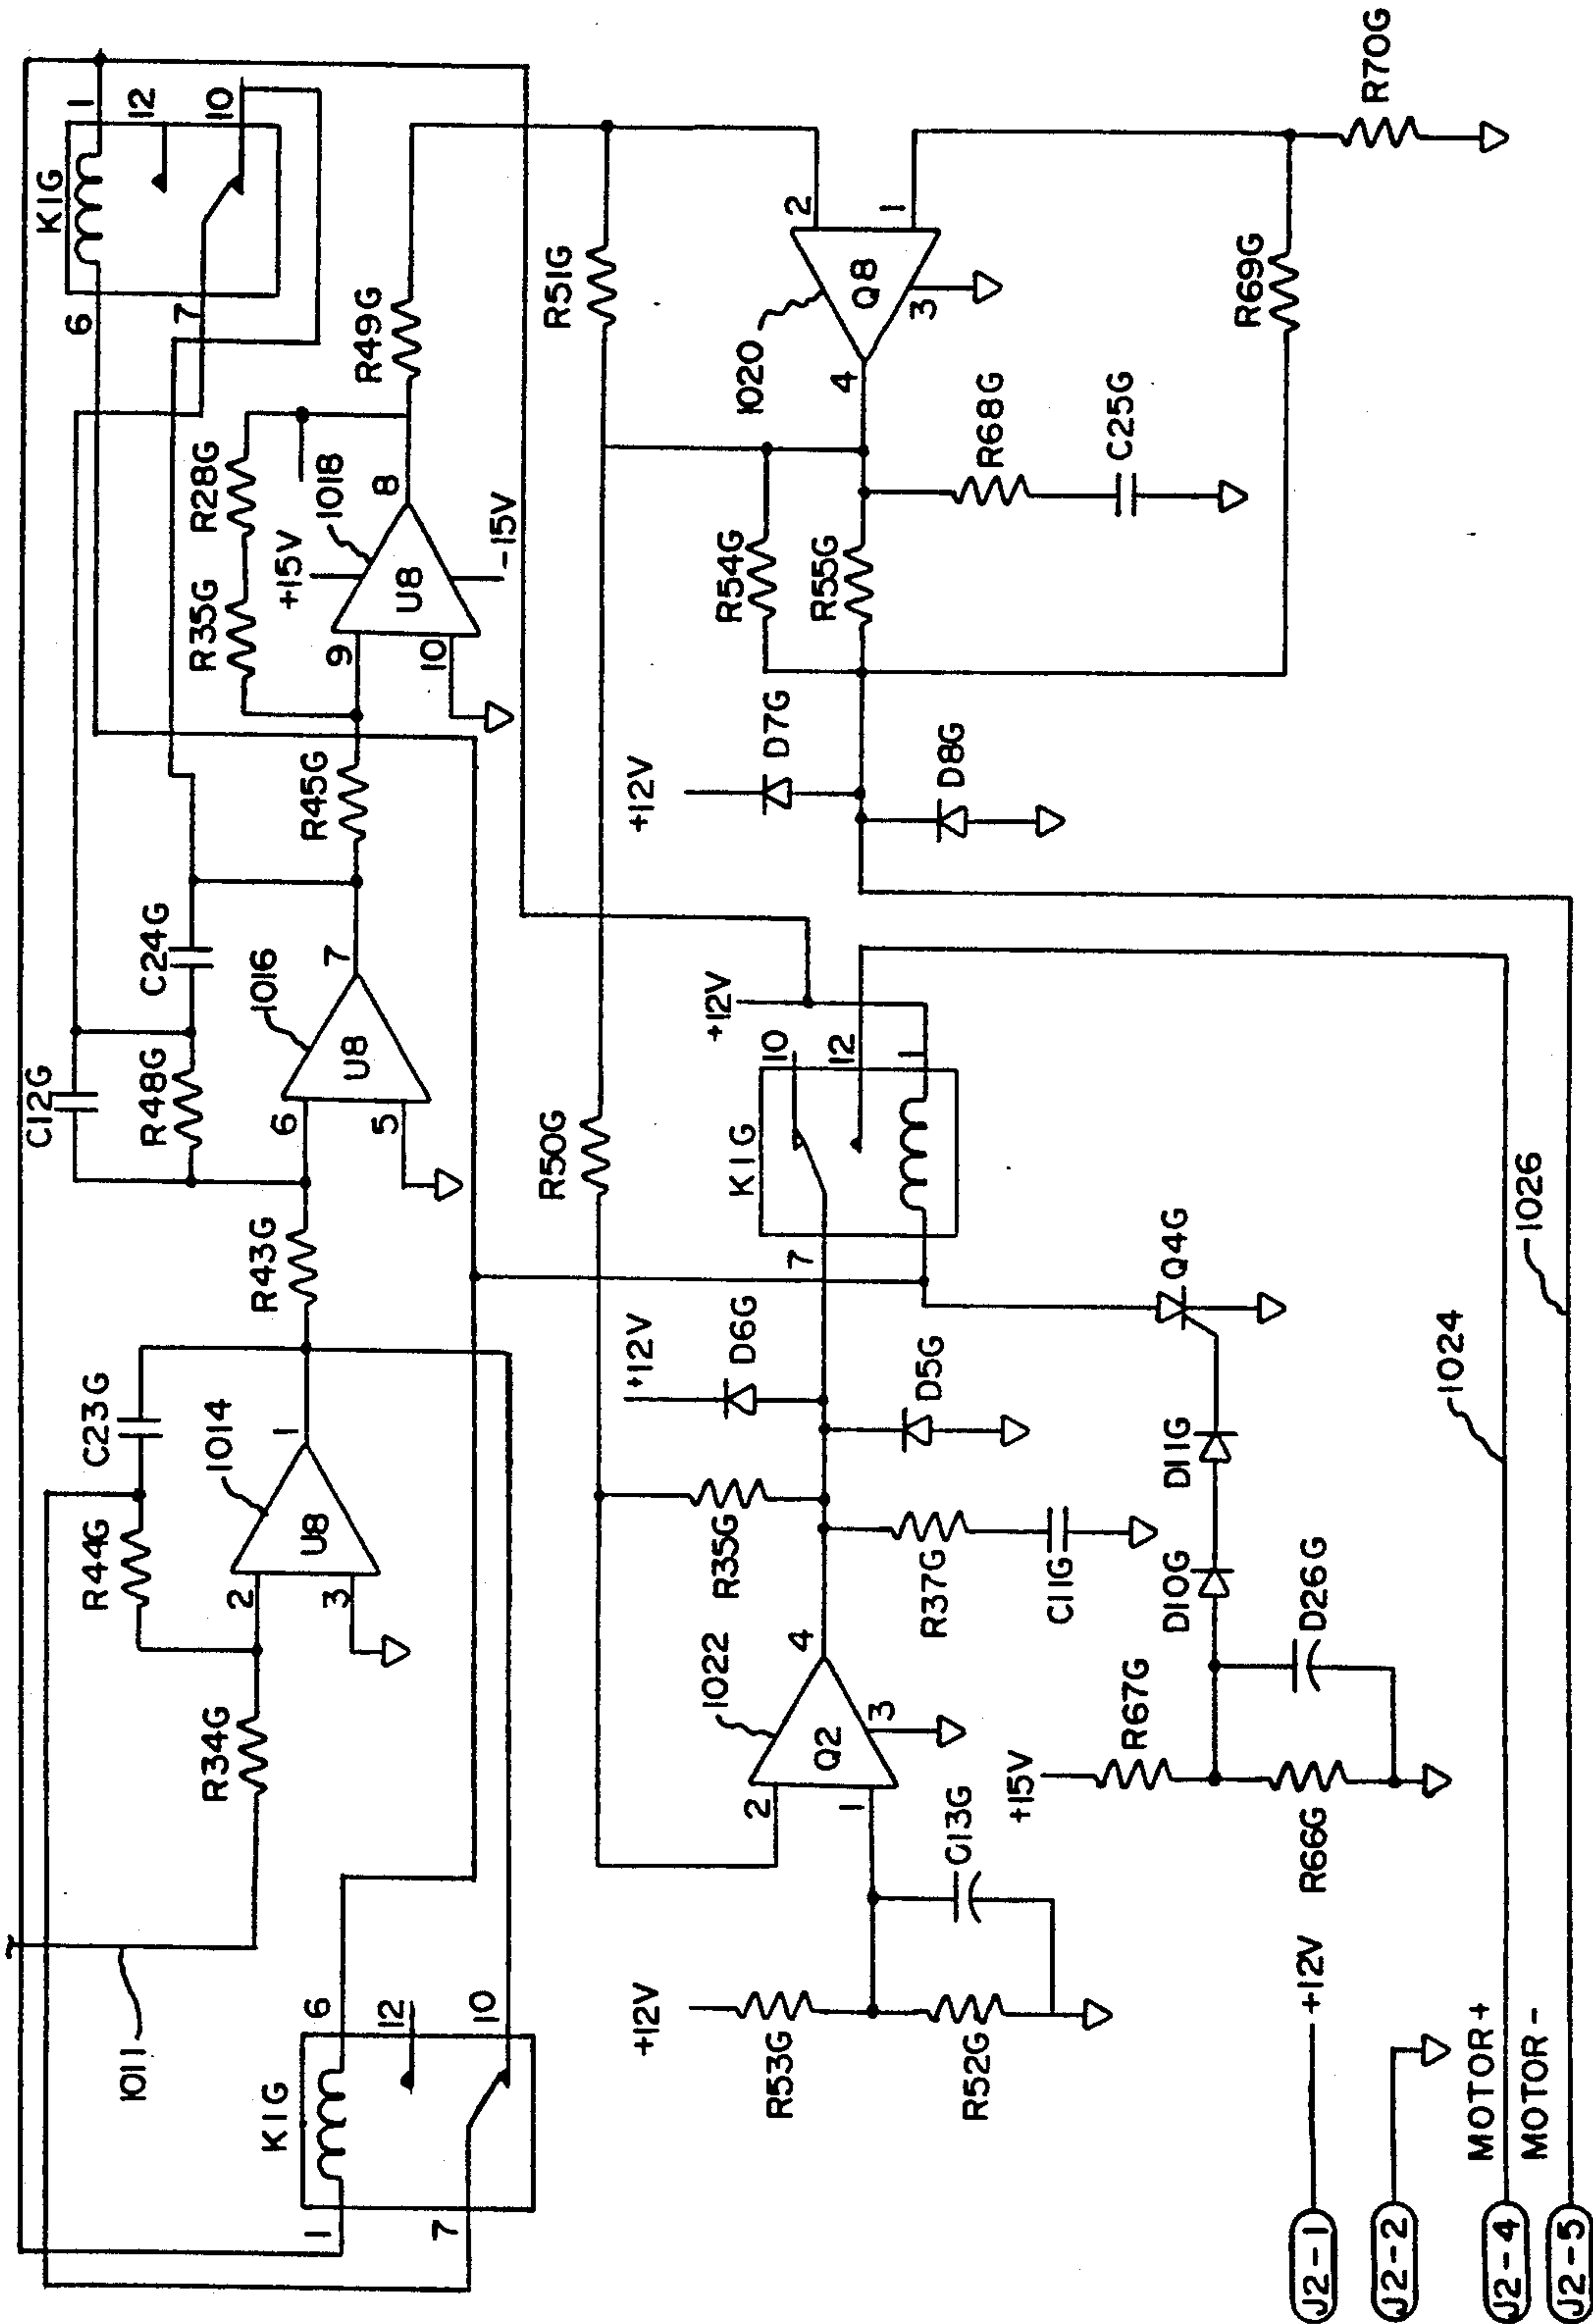 K1G
1
6
12
10
7
1011
R34G
R44G
C23G
1014
U8
2
3
1
R43G
C12G
R48G
C24G
1016
U8
6
5
7
R45G
R35G
R28G
+15V
1018
U8
9
10
8
-15V
R49G
K1G
1
6
12
10
7
+12V
R53G
R52G
C13G
1022
Q2
2
1
3
4
R35G
R37G
C11G
+12V
D6G
D5G
R50G
K1G
7
10
12
1
+12V
R51G
+12V
D7G
D8G
R54G
R55G
1020
Q8
4
2
1
3
R68G
C25G
R69G
R70G
+15V
R67G
R66G
D26G
D10G
D11G
Q4G
J2-1
+12V
J2-2
J2-4
MOTOR+
1024
J2-5
MOTOR-
1026